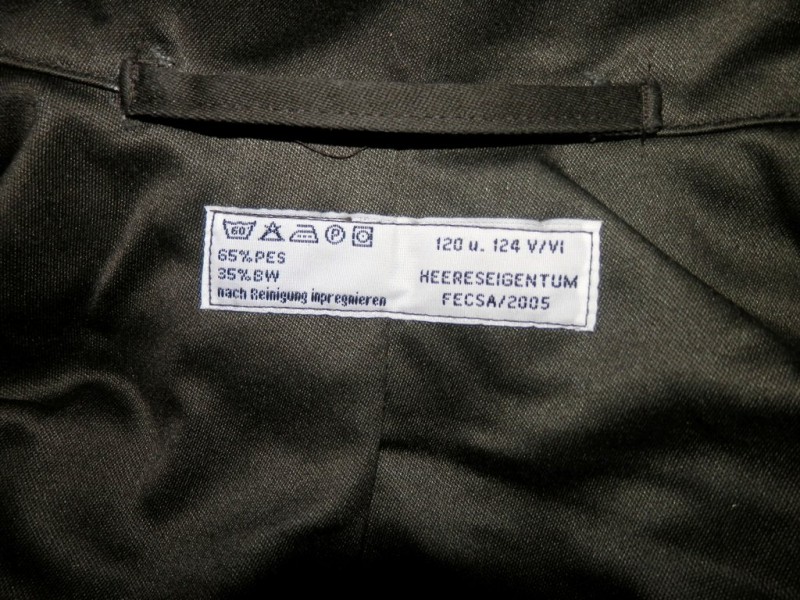 60
P
65%PES
35%BW
nach Reinigung inpregnieren
120 u. 124 V/VI
HEERESEIGENTUM
FECSA/2005